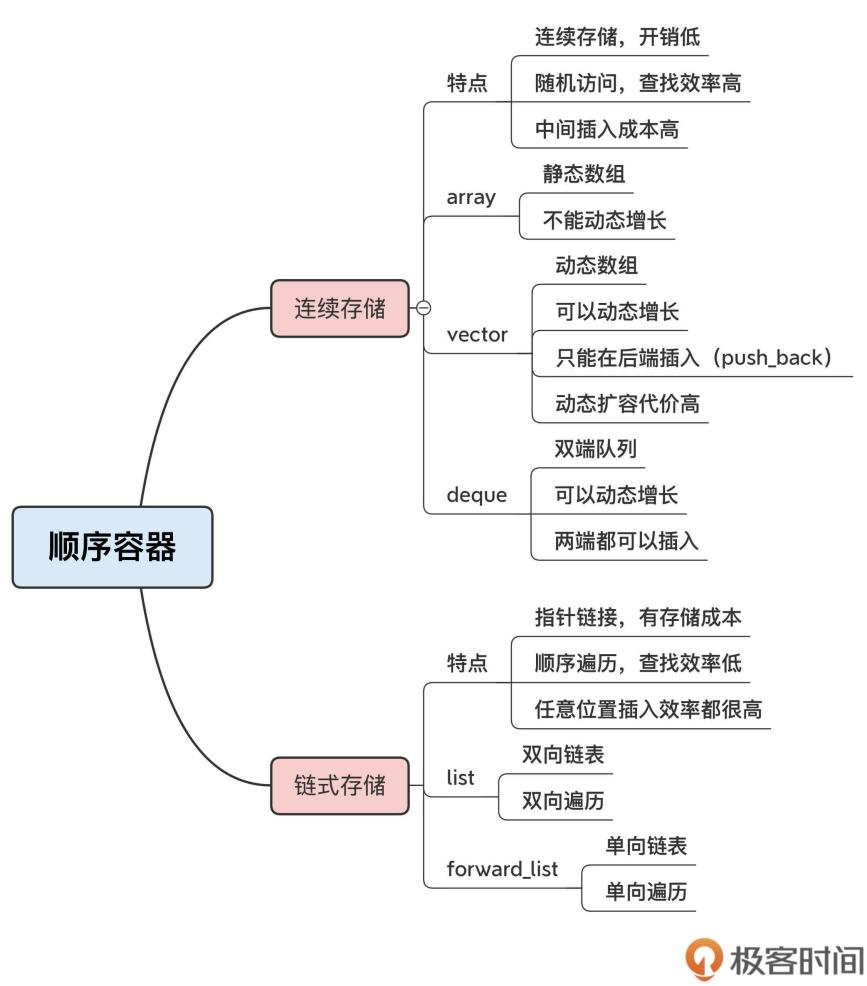 顺序容器
连续存储
特点
连续存储，开销低
随机访问，查找效率高
中间插入成本高
array
静态数组
不能动态增长
vector
动态数组
可以动态增长
只能在后端插入（push_back）
动态扩容代价高
deque
双端队列
可以动态增长
两端都可以插入
链式存储
特点
指针链接，有存储成本
顺序遍历，查找效率低
任意位置插入效率都很高
list
双向链表
双向遍历
forward_list
单向链表
单向遍历
极客时间